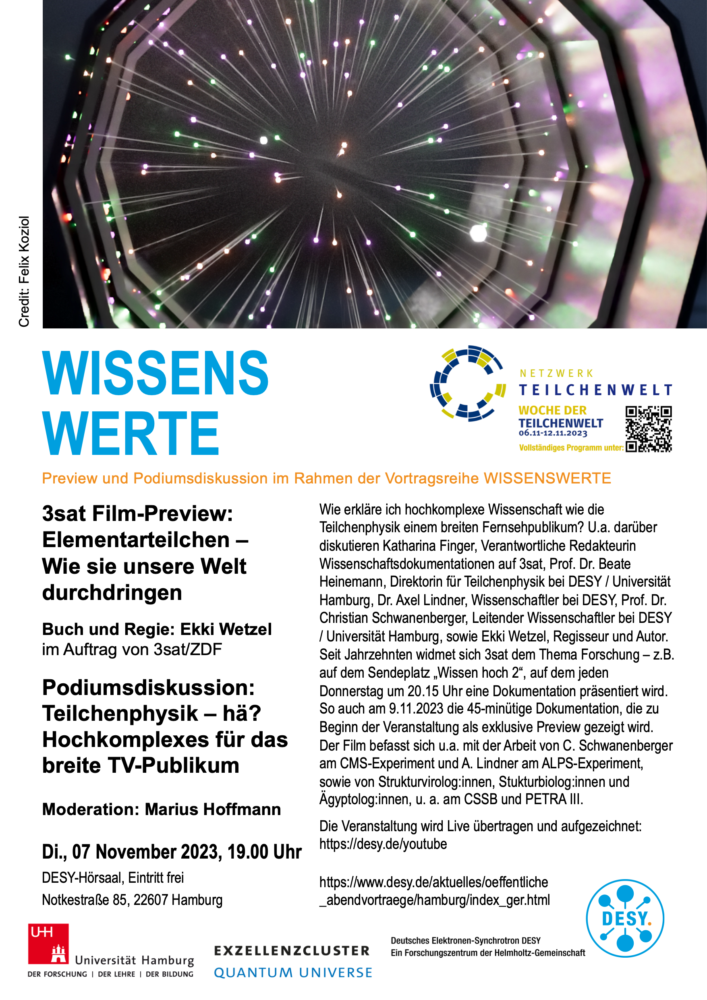 Credit: Felix Koziol
WISSENS
WERTE
NETZWERK
TEILCHENWELT
WOCHE DER
TEILCHENWELT
06.11-12.11.2023
Vollständiges Programm unter:
Preview und Podiumsdiskussion im Rahmen der Vortragsreihe WISSENSWERTE
3sat Film-Preview:
Elementarteilchen –
Wie sie unsere Welt
durchdringen
Buch und Regie: Ekki Wetzel
im Auftrag von 3sat/ZDF
Podiumsdiskussion:
Teilchenphysik – hä?
Hochkomplexes für das
breite TV-Publikum
Moderation: Marius Hoffmann
Di., 07 November 2023, 19.00 Uhr
DESY-Hörsaal, Eintritt frei
Notkestraße 85, 22607 Hamburg
Wie erkläre ich hochkomplexe Wissenschaft wie die
Teilchenphysik einem breiten Fernsehpublikum? U.a. darüber
diskutieren Katharina Finger, Verantwortliche Redakteurin
Wissenschaftsdokumentationen auf 3sat, Prof. Dr. Beate
Heinemann, Direktorin für Teilchenphysik bei DESY / Universität
Hamburg, Dr. Axel Lindner, Wissenschaftler bei DESY, Prof. Dr.
Christian Schwanenberger, Leitender Wissenschaftler bei DESY
/ Universität Hamburg, sowie Ekki Wetzel, Regisseur und Autor.
Seit Jahrzehnten widmet sich 3sat dem Thema Forschung – z.B.
auf dem Sendeplatz „Wissen hoch 2“, auf dem jeden
Donnerstag um 20.15 Uhr eine Dokumentation präsentiert wird.
So auch am 9.11.2023 die 45-minütige Dokumentation, die zu
Beginn der Veranstaltung als exklusive Preview gezeigt wird.
Der Film befasst sich u.a. mit der Arbeit von C. Schwanenberger
am CMS-Experiment und A. Lindner am ALPS-Experiment,
sowie von Strukturvirolog:innen, Stukturbiolog:innen und
Ägyptolog:innen, u. a. am CSSB und PETRA III.
Die Veranstaltung wird Live übertragen und aufgezeichnet:
https://desy.de/youtube
https://www.desy.de/aktuelles/oeffentliche
_abendvortraege/hamburg/index_ger.html
DESY.
UHH
Universität Hamburg
DER FORSCHUNG | DER LEHRE | DER BILDUNG
EXZELLENZCLUSTER
QUANTUM UNIVERSE
Deutsches Elektronen-Synchrotron DESY
Ein Forschungszentrum der Helmholtz-Gemeinschaft